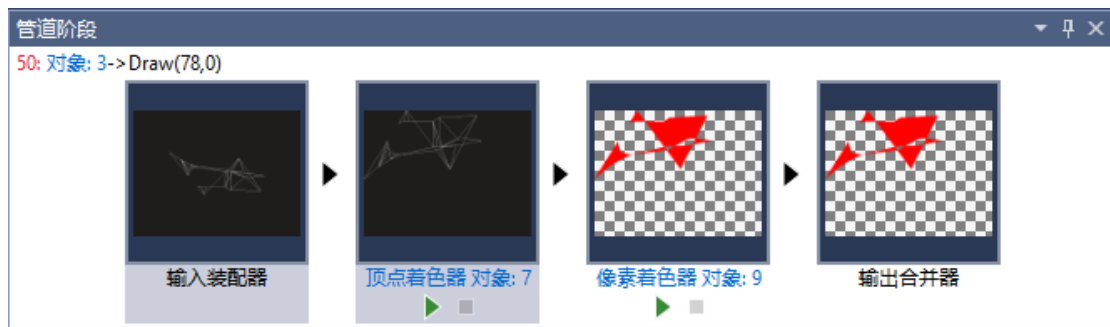 管道阶段
50: 对象: 3->Draw(78,0)
输入装配器
顶点着色器 对象: 7
像素着色器 对象: 9
输出合并器